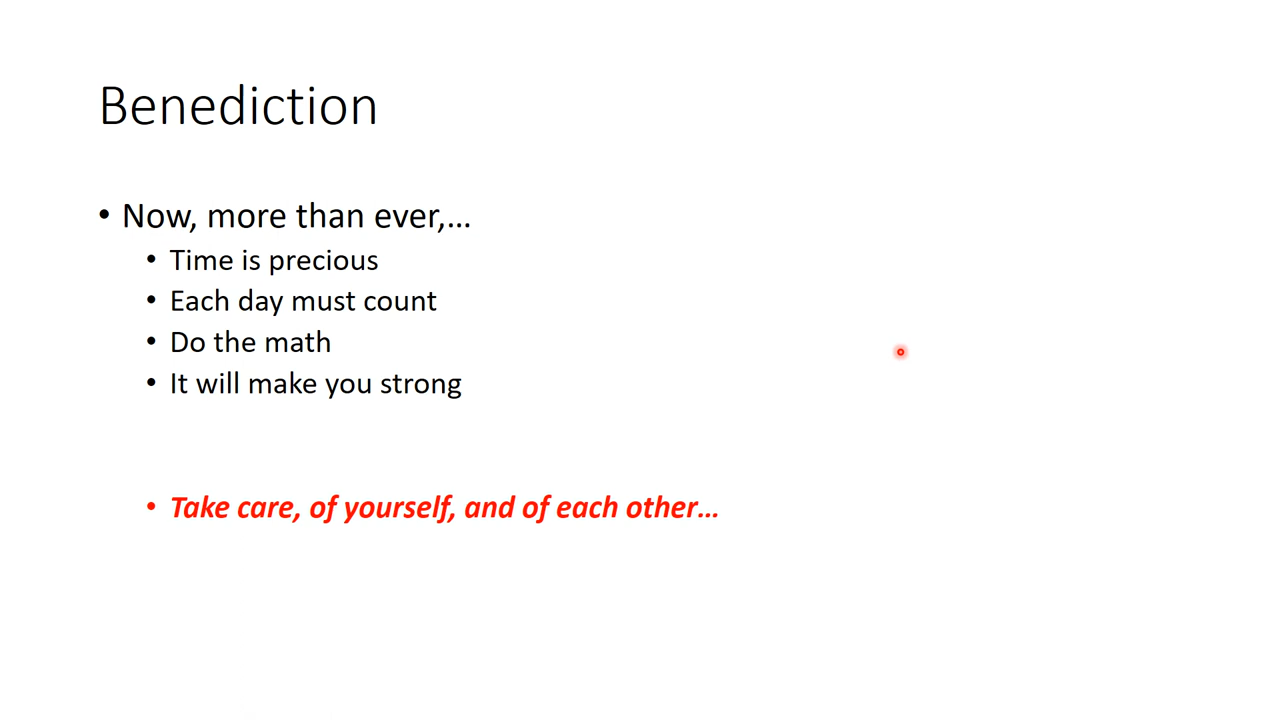 Benediction
• Now, more than ever,…
• Time is precious
• Each day must count
• Do the math
• It will make you strong
• Take care, of yourself, and of each other…